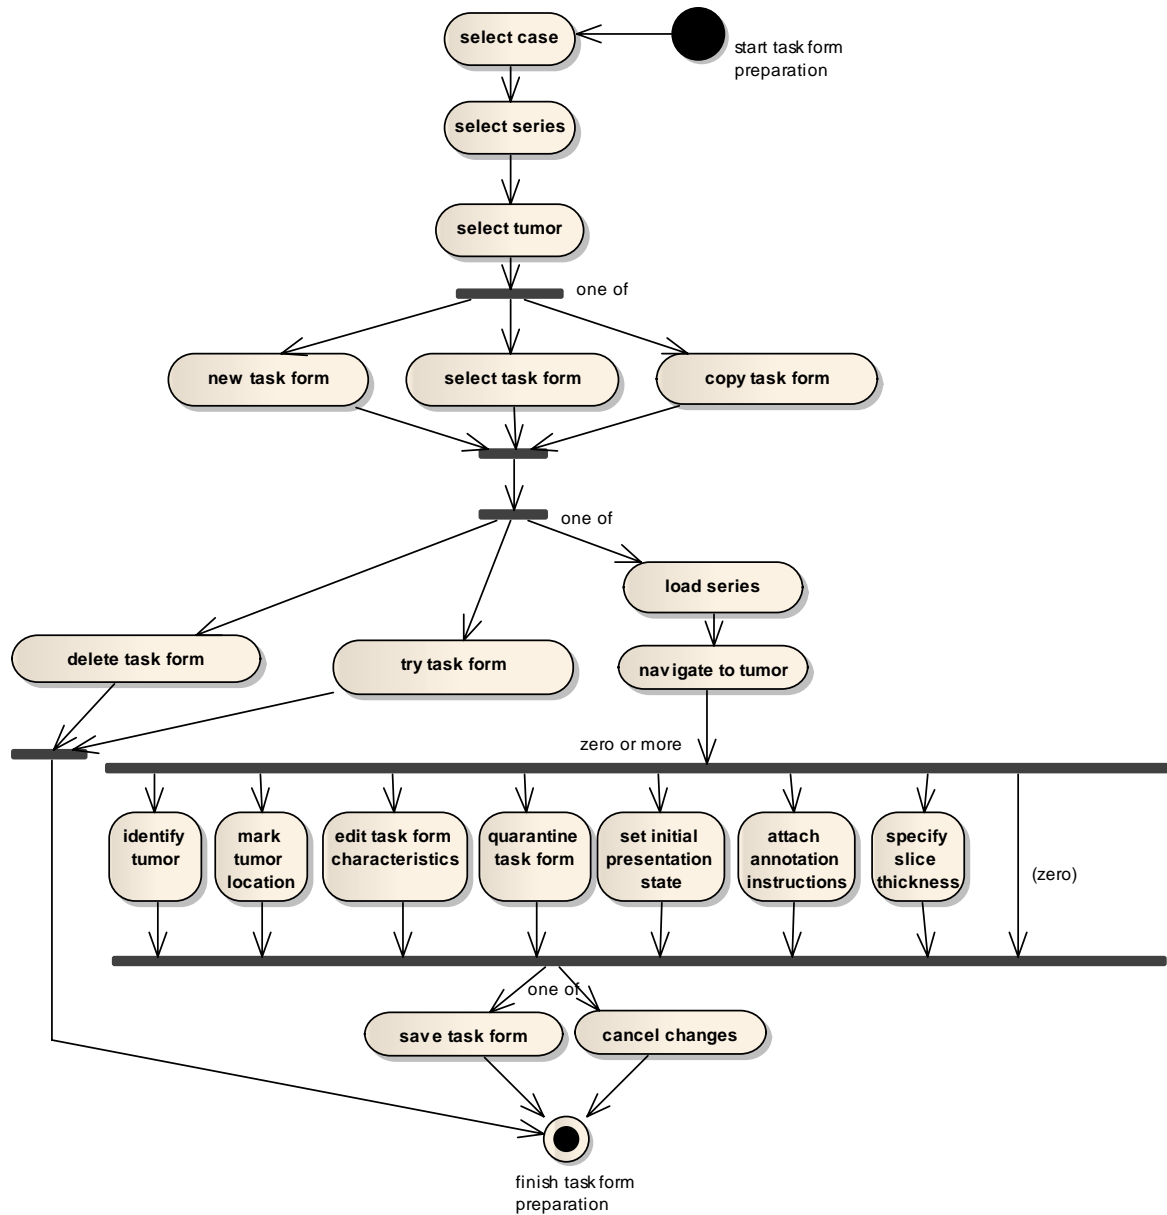 select case
start task form
preparation
select series
select tumor
one of
new task form
select task form
copy task form
one of
load series
delete task form
try task form
navigate to tumor
zero or more
identify
tumor
mark
tumor
location
edit task form
characteristics
quarantine
task form
set initial
presentation
state
attach
annotation
instructions
specify
slice
thickness
(zero)
one of
save task form
cancel changes
finish task form
preparation